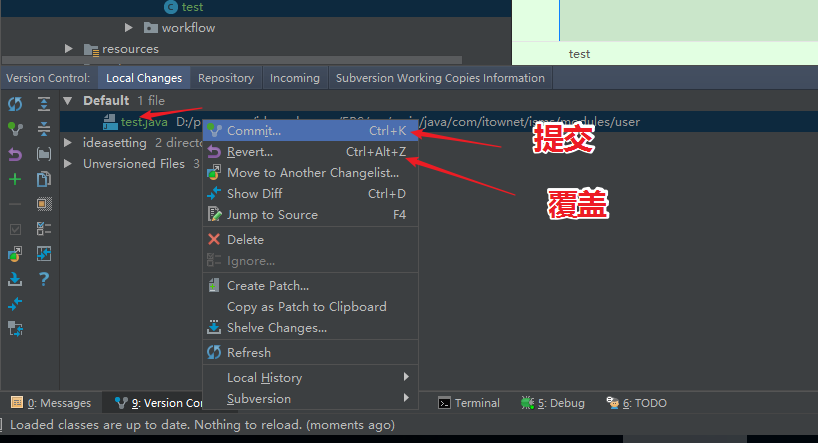 test
workflow
resources
test
Version Control: Local Changes Repository Incoming Subversion Working Copies Information
Default 1 file
test.java /java/com/itownet/ /modules/user
ideasetting
Unversioned Files 3
Commit... Ctrl+K
提交
Revert... Ctrl+Alt+Z
覆盖
Move to Another Changelist...
Show Diff Ctrl+D
Jump to Source F4
Delete
Ignore...
Create Patch...
Copy as Patch to Clipboard
Shelve Changes...
Refresh
Local History
Subversion
0: Messages 9: Version Terminal 5: Debug 6: TODO
Loaded classes are up to date. Nothing to reload. (moments ago)